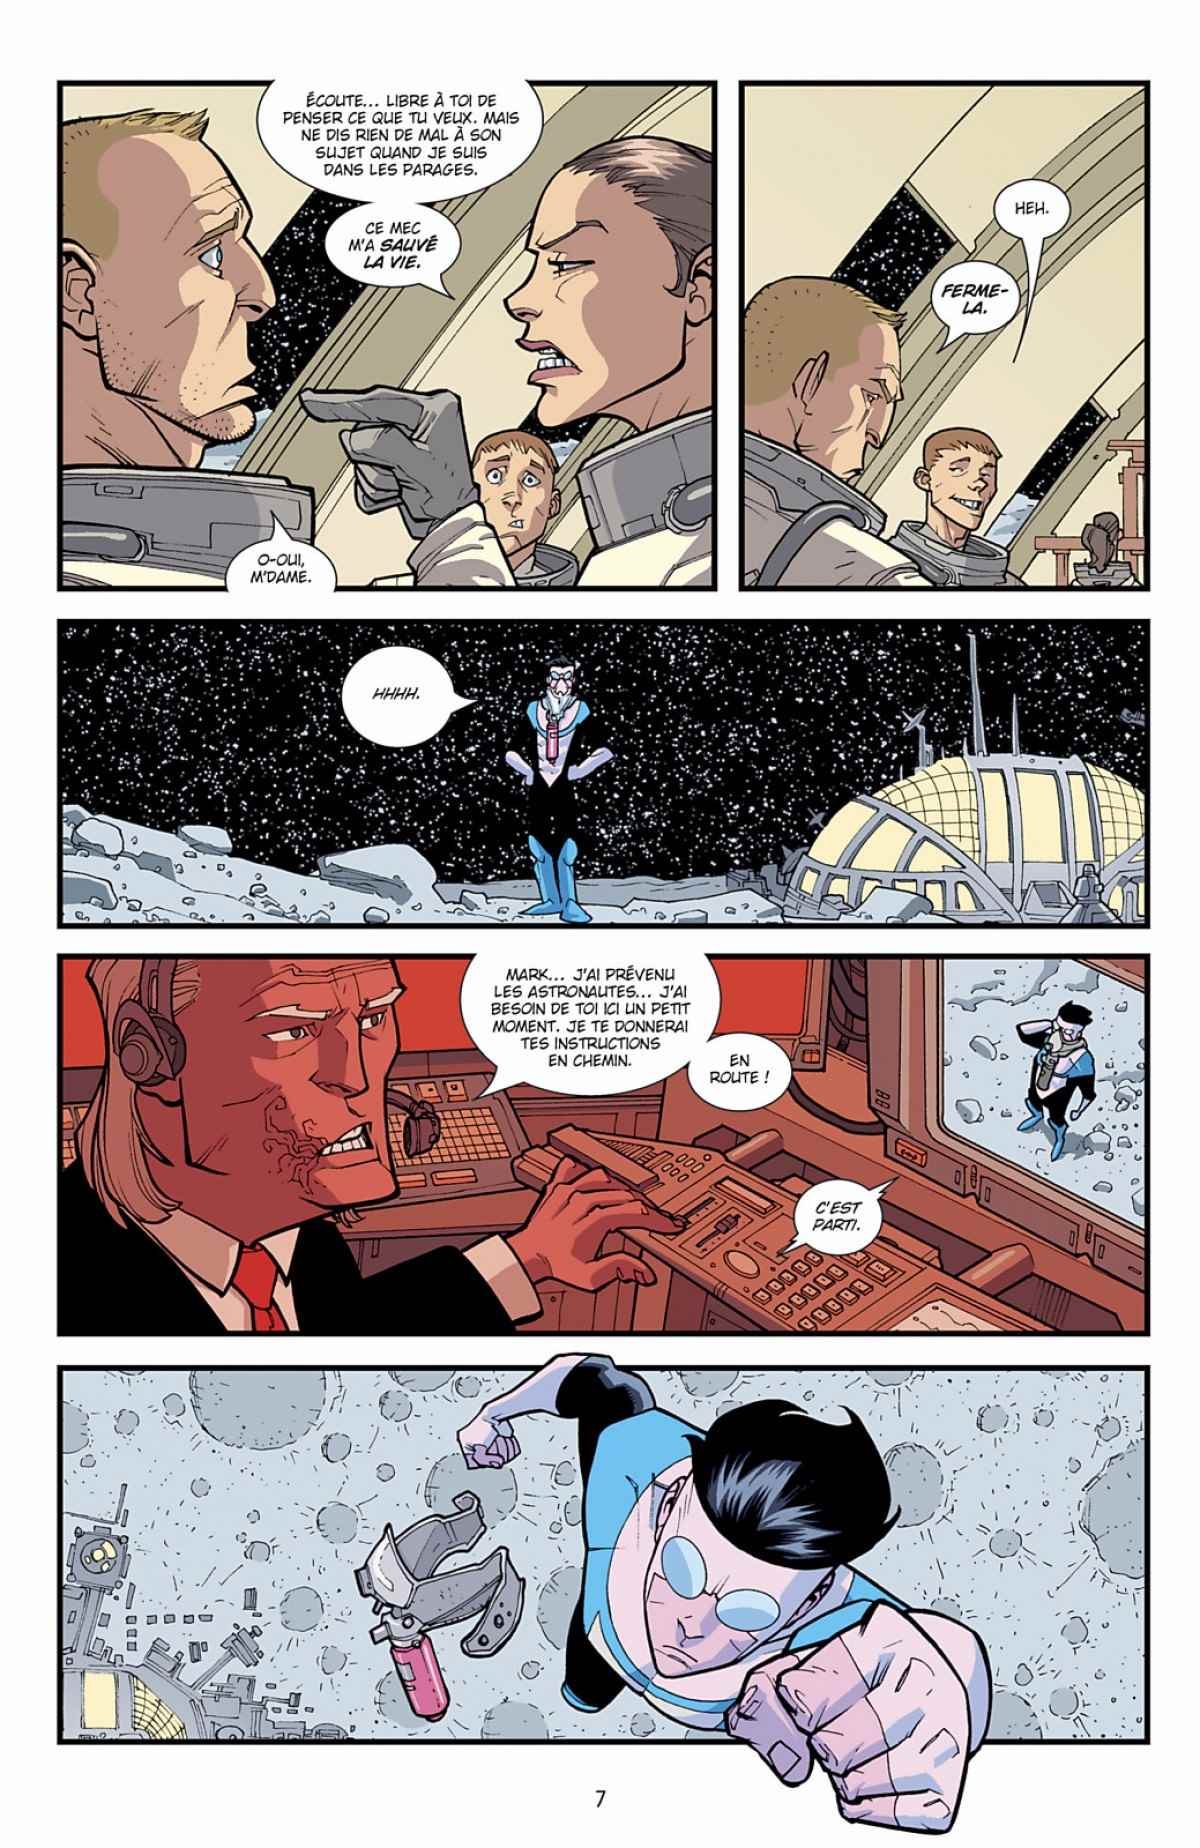 ÉCOUTE... LIBRE À TOI DE
PENSER CE QUE TU VEUX. MAIS
NE DIS RIEN DE MAL À SON
SUJET QUAND JE SUIS
DANS LES PARAGES.
CE MEC
M'A SAUVÉ
LA VIE.
O-OUI,
M'DAME.
HEH.
FERME-
LA.
HHHH.
MARK... J'AI PRÉVENU
LES ASTRONAUTES... J'AI
BESOIN DE TOI ICI UN PETIT
MOMENT. JE TE DONNERAI
TES INSTRUCTIONS
EN CHEMIN.
EN
ROUTE !
C'EST
PARTI.
7